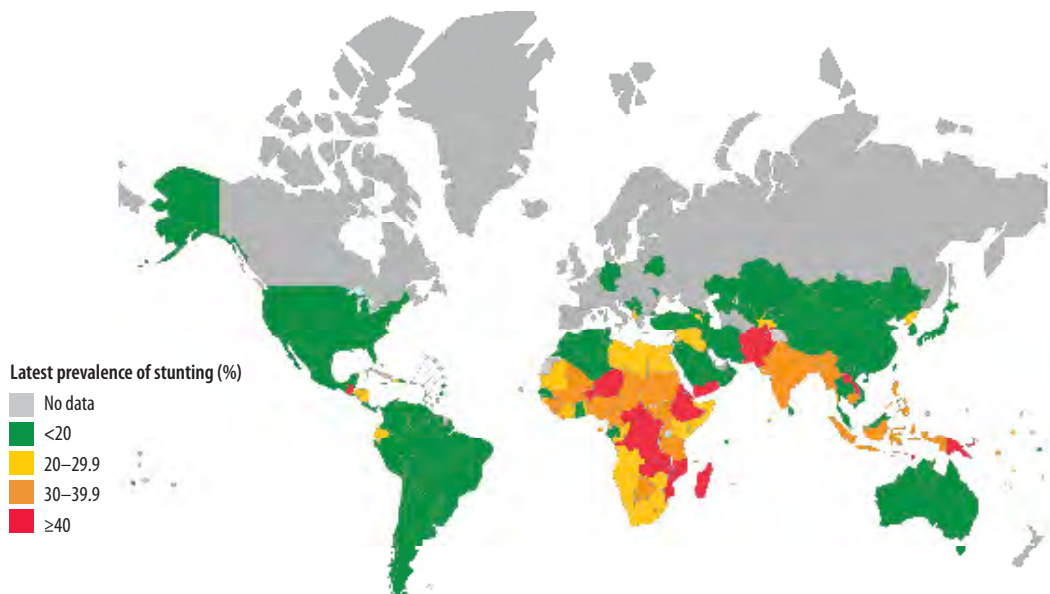 Latest prevalence of stunting (%)
No data
<20
20–29.9
30–39.9
≥40